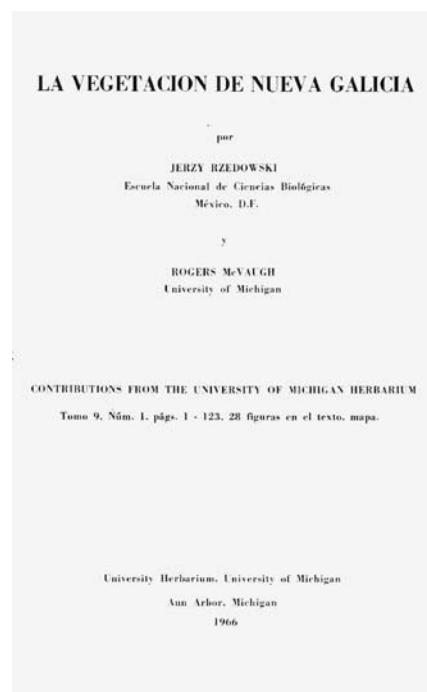 LA VEGETACION DE NUEVA GALICIA
por
JERZY RZEDOWSKI
Escuela Nacional de Ciencias Biológicas
México, D.F.
y
ROGERS McVAUGH
University of Michigan
CONTRIBUTIONS FROM THE UNIVERSITY OF MICHIGAN HERBARIUM
Tomo 9, Núm. 1, págs. 1 - 123, 28 figuras en el texto, mapa.
University Herbarium, University of Michigan
Ann Arbor, Michigan
1966